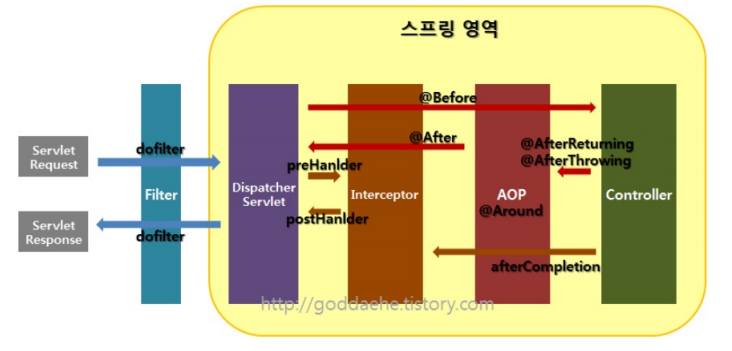 스프링 영역
@Before
@After
@AfterReturning
@AfterThrowing
Servlet
Request
dofilter
preHanlder
Filter
Dispatcher
Servlet
Interceptor
AOP
@Around
Controller
postHanlder
Servlet
Response
dofilter
afterCompletion
http://goddaehe.tistory.com